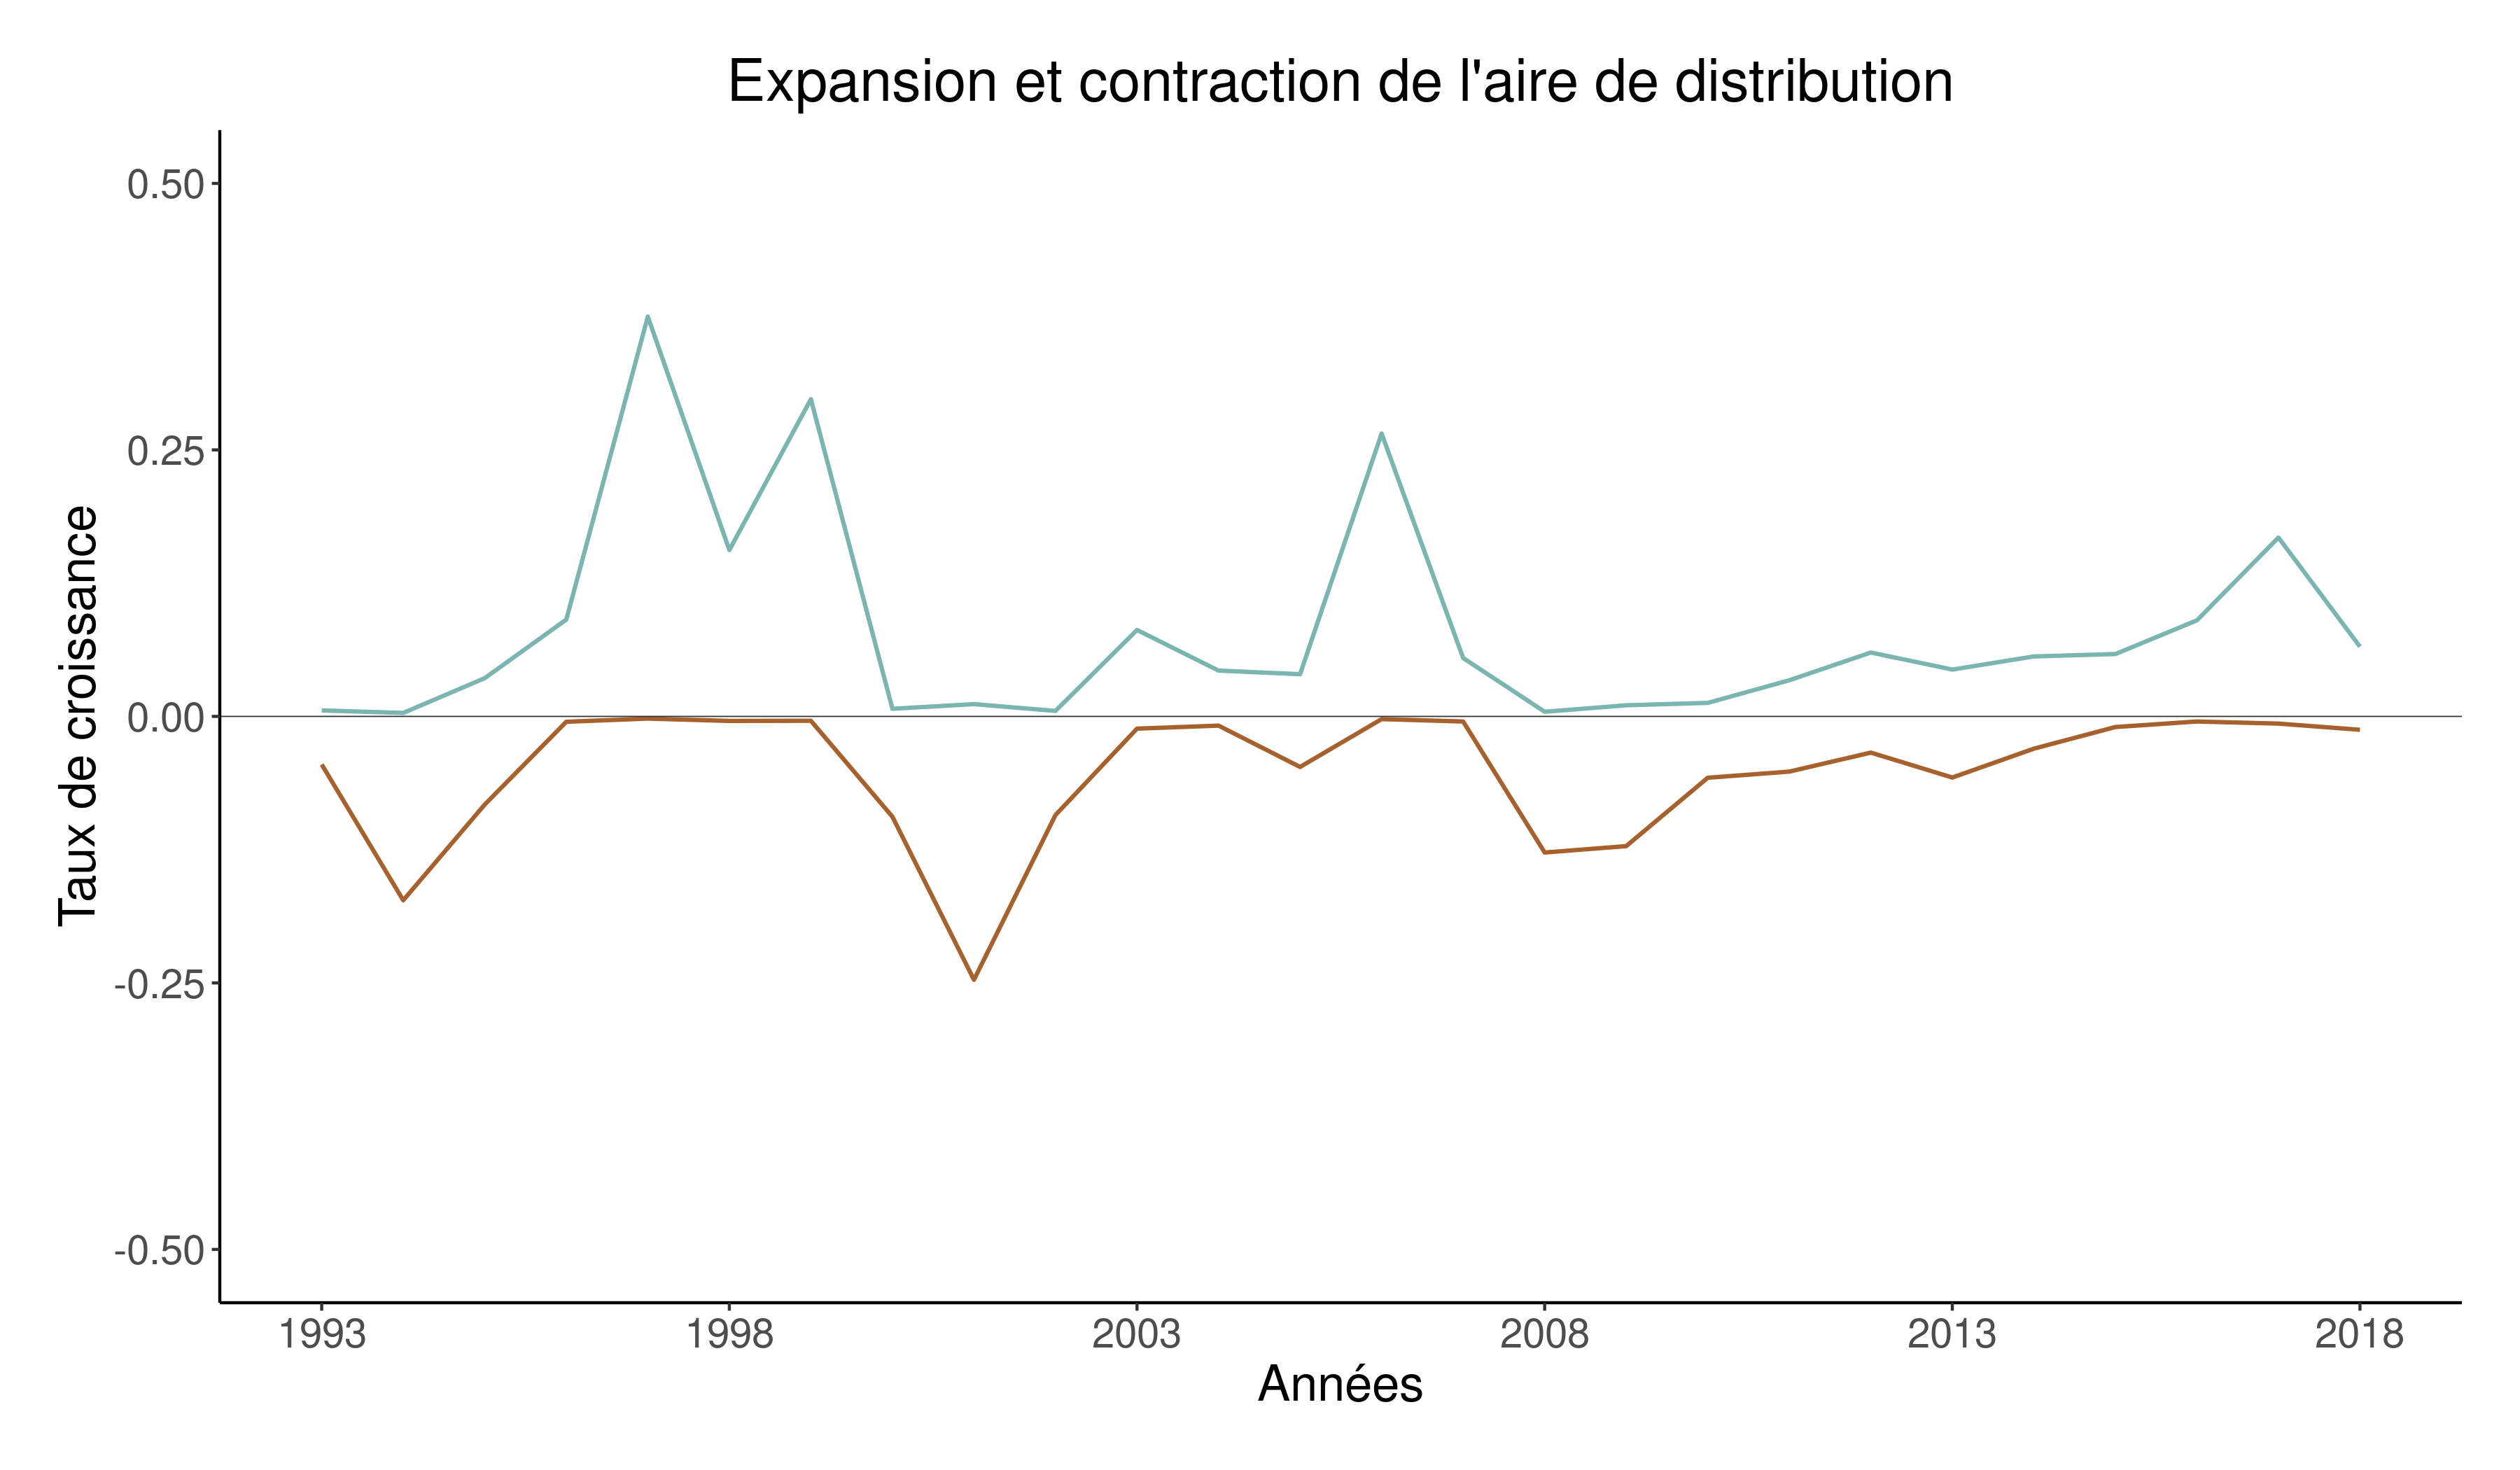 Expansion et contraction de l'aire de distribution
Taux de croissance
0.50
0.25
0.00
-0.25
-0.50
1993 1998 2003 2008 2013 2018
Années